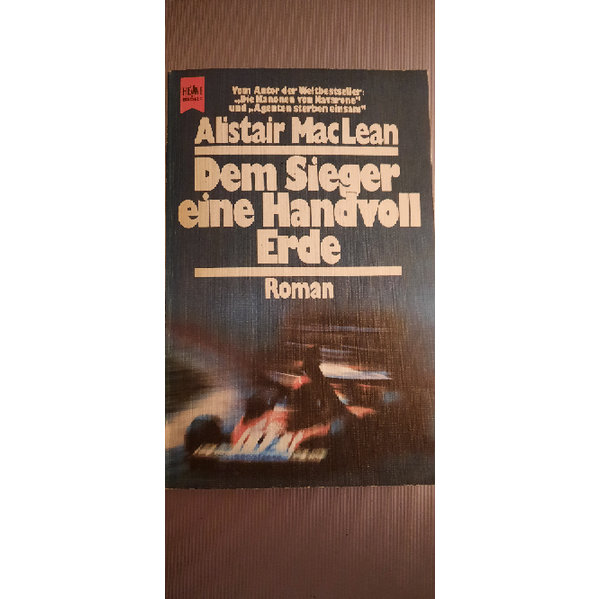 HEYNE
Vom Autor der Weltbestseller:
„Die Kanonen von Navarone"
und „Agenten sterben einsam"
Alistair MacLean
Dem Sieger
eine Handvoll
Erde
Roman